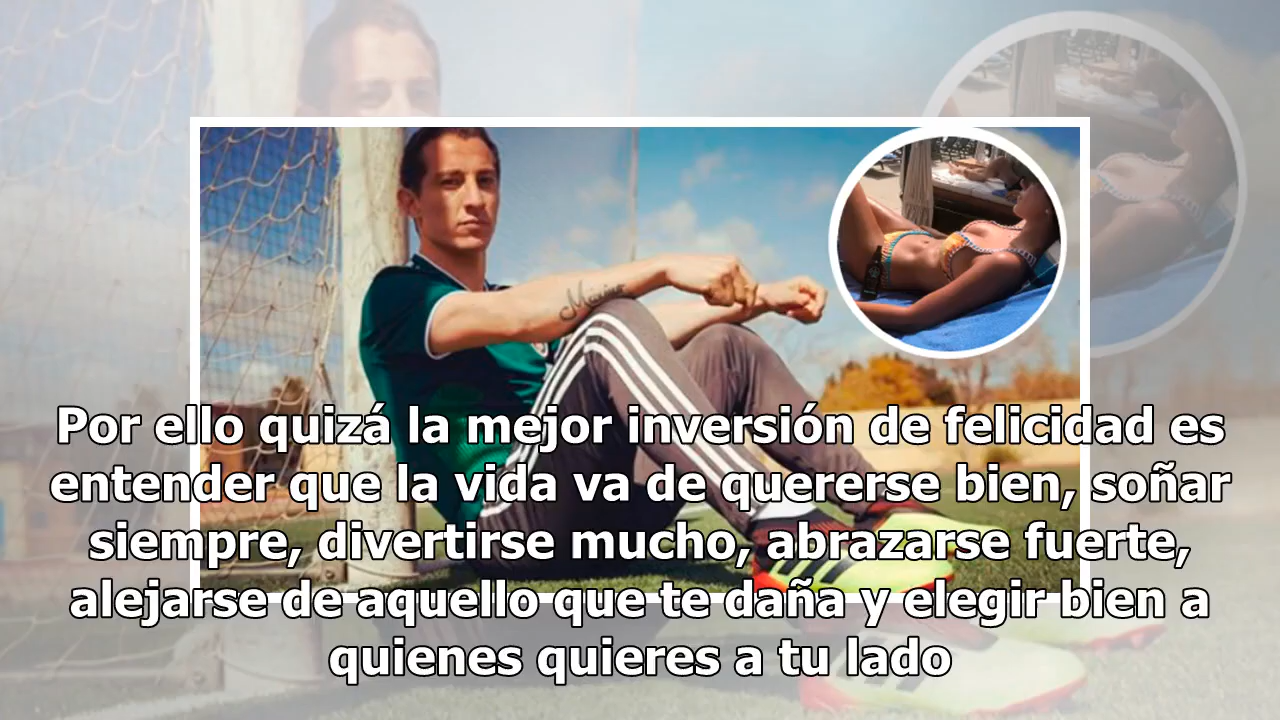 Máximo
Por ello quizá la mejor inversión de felicidad es
entender que la vida va de quererse bien, soñar
siempre, divertirse mucho, abrazarse fuerte,
alejarse de aquello que te daña y elegir bien a
quienes quieres a tu lado